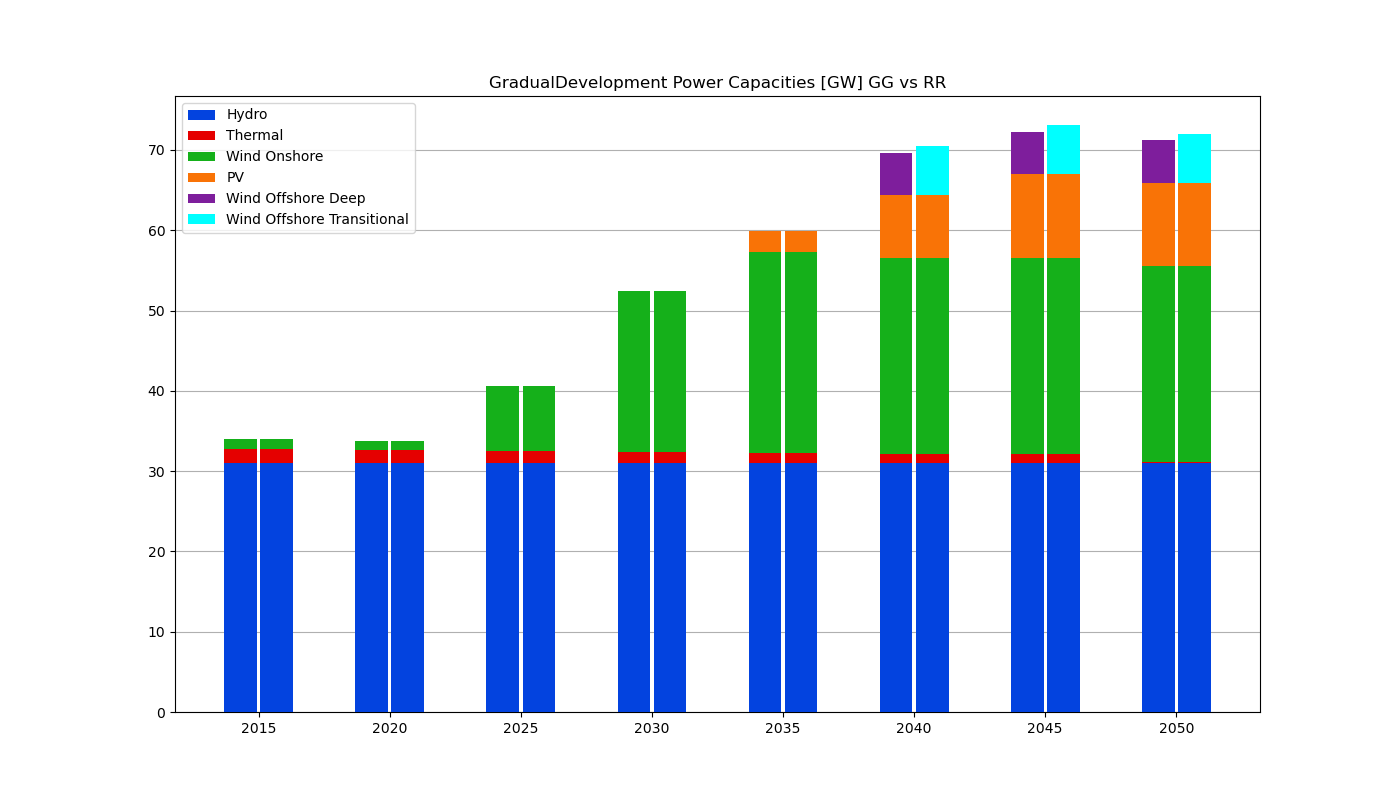 GradualDevelopment Power Capacities [GW] GG vs RR
Hydro
Thermal
Wind Onshore
PV
Wind Offshore Deep
Wind Offshore Transitional
70
60
50
40
30
20
10
0
2015 2020 2025 2030 2035 2040 2045 2050